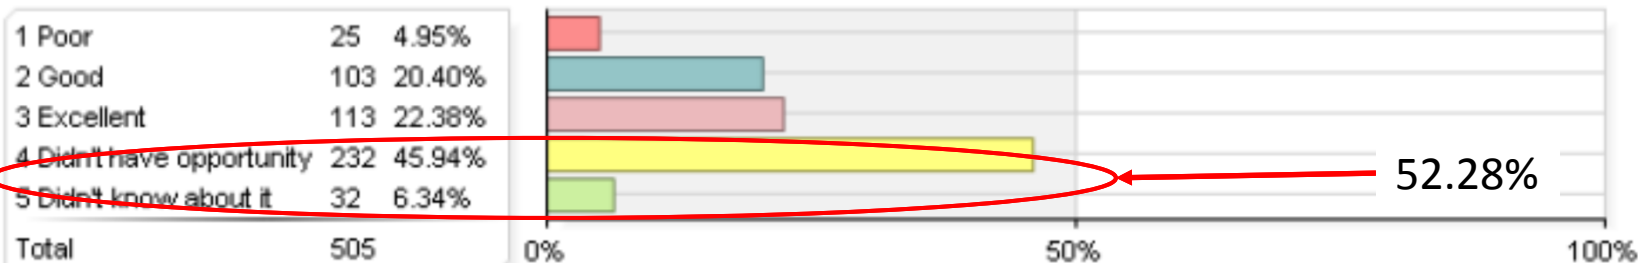 1 Poor 25 4.95%
2 Good 103 20.40%
3 Excellent 113 22.38%
4 Didn't have opportunity 232 45.94%
5 Didn't know about it 32 6.34%
52.28%
Total 505
0% 50% 100%